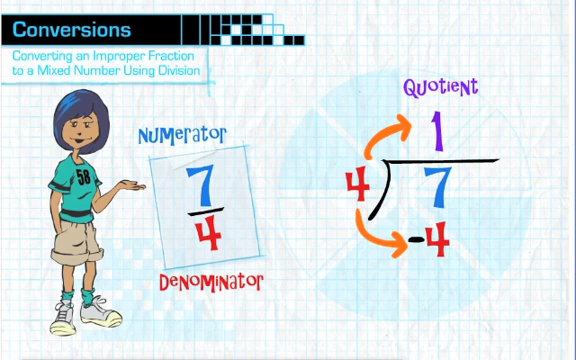 Conversions
Converting an Improper Fraction
to a Mixed Number Using Division
Quotient
Numerator
1
58
7
4
4
7
-4
Denominator